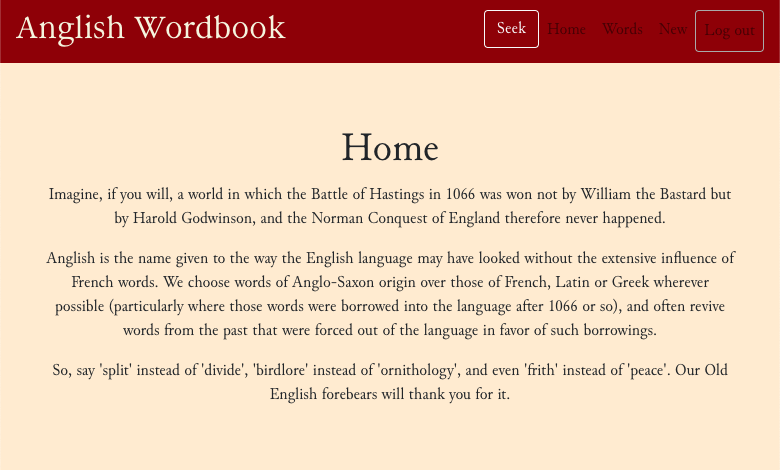 Anglish Wordbook
Seek Home Words New Log out
Home
Imagine, if you will, a world in which the Battle of Hastings in 1066 was won not by William the Bastard but
by Harold Godwinson, and the Norman Conquest of England therefore never happened.
Anglish is the name given to the way the English language may have looked without the extensive influence of
French words. We choose words of Anglo-Saxon origin over those of French, Latin or Greek wherever
possible (particularly where those words were borrowed into the language after 1066 or so), and often revive
words from the past that were forced out of the language in favor of such borrowings.
So, say 'split' instead of 'divide', 'birdlore' instead of 'ornithology', and even 'frith' instead of 'peace'. Our Old
English forebears will thank you for it.